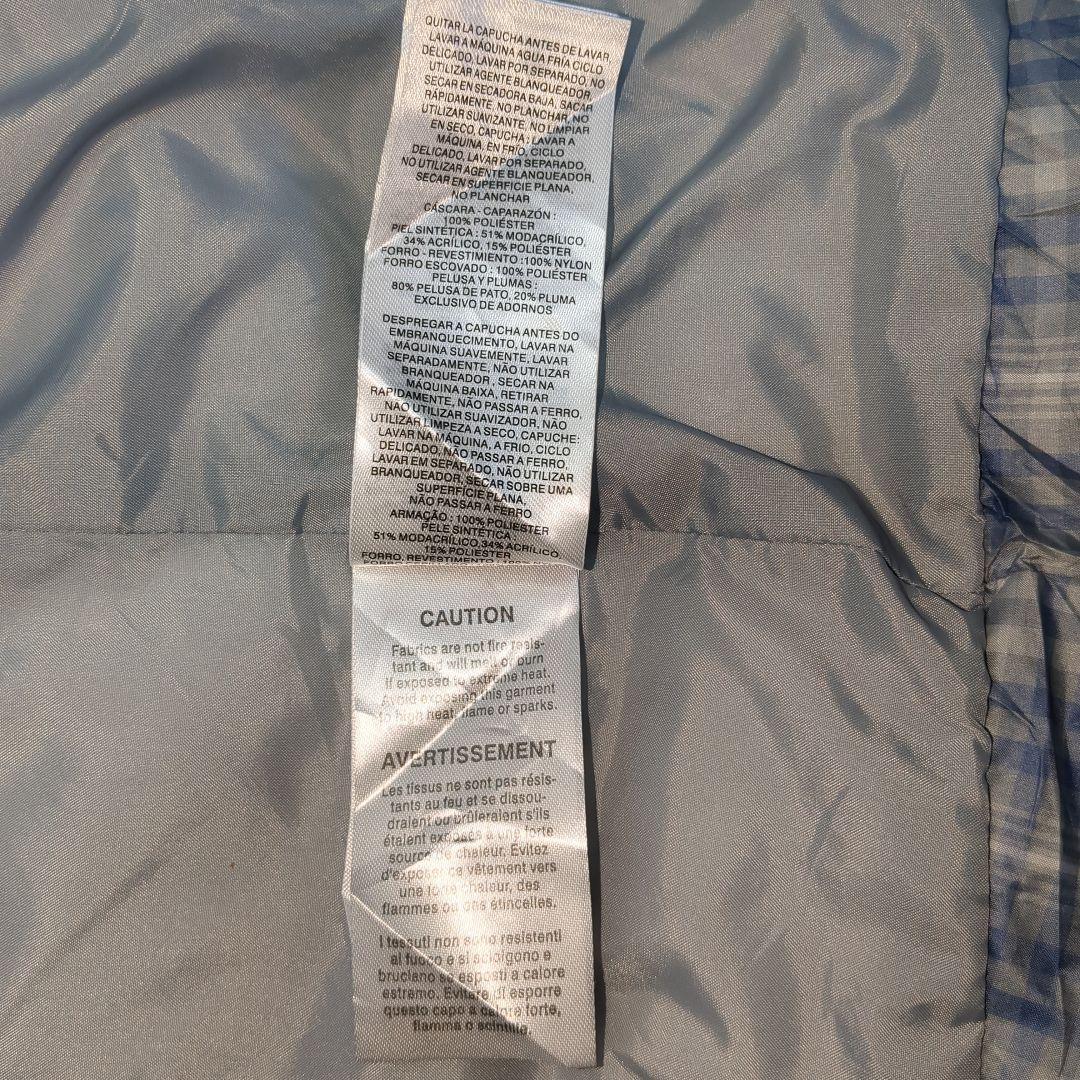 QUITAR LA CAPUCHA ANTES DE LAVAR,
LAVAR A MÁQUINA AGUA FRÍA CICLO
DELICADO, LAVAR POR SEPARADO, NO
UTILIZAR AGENTE BLANQUEADOR,
SECAR EN SECADORA BAJA, SACAR
RÁPIDAMENTE, NO PLANCHAR, NO
UTILIZAR SUAVIZANTE, NO LIMPIAR
EN SECO, CAPUCHA : LAVAR A
MÁQUINA, EN FRÍO, CICLO
DELICADO, LAVAR POR SEPARADO,
NO UTILIZAR AGENTE BLANQUEADOR,
SECAR EN SUPERFICIE PLANA,
NO PLANCHAR
CÁSCARA - CAPARAZÓN :
100% POLIÉSTER
PIEL SINTÉTICA : 51% MODACRÍLICO,
34% ACRÍLICO, 15% POLIÉSTER
FORRO - REVESTIMIENTO :100% NYLON
FORRO ESCOVADO : 100% POLIÉSTER
PELUSA Y PLUMAS :
80% PELUSA DE PATO, 20% PLUMA
EXCLUSIVO DE ADORNOS
DESPREGAR A CAPUCHA ANTES DO
EMBRANQUECIMENTO, LAVAR NA
MÁQUINA SUAVEMENTE, LAVAR
SEPARADAMENTE, NÃO UTILIZAR
BRANQUEADOR , SECAR NA
MÁQUINA BAIXA, RETIRAR
RAPIDAMENTE, NÃO PASSAR A FERRO,
NÃO UTILIZAR SUAVIZADOR, NÃO
UTILIZAR LIMPEZA A SECO, CAPUCHE:
LAVAR NA MÁQUINA, A FRIO, CICLO
DELICADO, NÃO PASSAR A FERRO,
LAVAR EM SEPARADO, NÃO UTILIZAR
BRANQUEADOR, SECAR SOBRE UMA
SUPERFÍCIE PLANA,
NÃO PASSAR A FERRO
ARMAÇÃO : 100% POLIESTER
PELE SINTÉTICA :
51% MODACRÍLICO,34% ACRÍLICO,
15% POLIESTER
FORRO, REVESTIMENTO : 100%
CAUTION
Fabrics are not fire resis-
tant and will melt or burn
If exposed to extreme heat.
Avoid exposing this garment
to high heat, flame or sparks.
AVERTISSEMENT
Les tissus ne sont pas résis-
tants au feu et se dissou-
draient ou brûleraient s'ils
étaient exposés à une forte
source de chaleur. Evitez
d'exposer ce vêtement vers
une forte chaleur, des
flammes ou des étincelles.
I tessuti non sono resistenti
al fuoco e si sciolgono e
bruciano se esposti a calore
estremo. Evitare di esporre
questo capo a calore forte,
flamma o scintille.